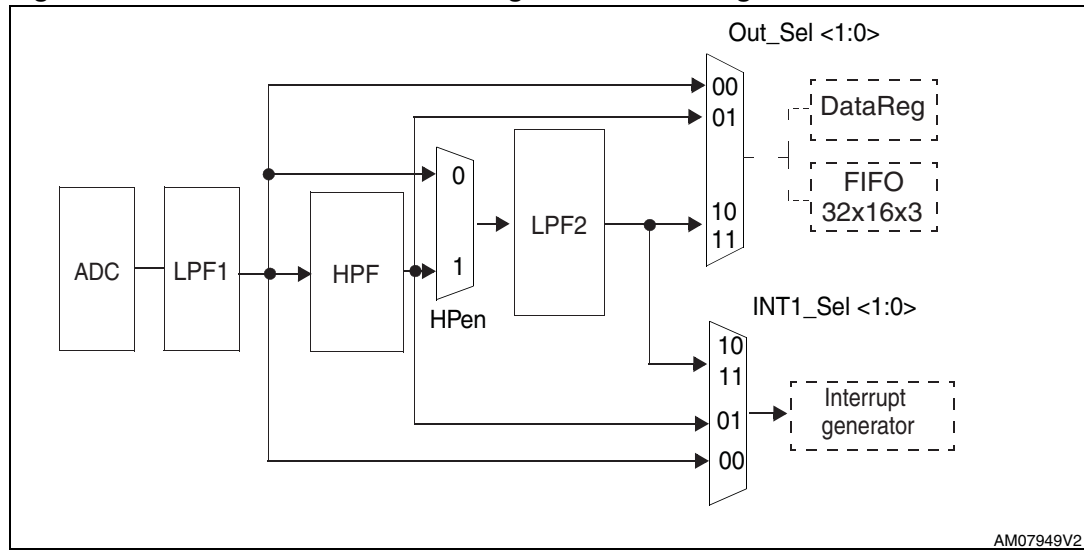 Out_Sel <1:0>
00
01
10
11
DataReg
FIFO
32x16x3
ADC
LPF1
HPF
0
1
HPen
LPF2
INT1_Sel <1:0>
10
11
01
00
Interrupt
generator
AM07949V2